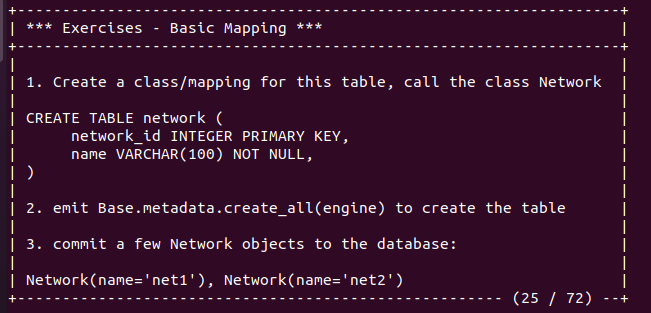 +-------------------------------------------------------------------+
| *** Exercises - Basic Mapping *** |
+-------------------------------------------------------------------+
| |
| 1. Create a class/mapping for this table, call the class Network |
| |
| CREATE TABLE network ( |
|     network_id INTEGER PRIMARY KEY, |
|     name VARCHAR(100) NOT NULL, |
| ) |
| |
| 2. emit Base.metadata.create_all(engine) to create the table |
| |
| 3. commit a few Network objects to the database: |
| |
| Network(name='net1'), Network(name='net2') |
+------------------------------------------------------ (25 / 72) --+